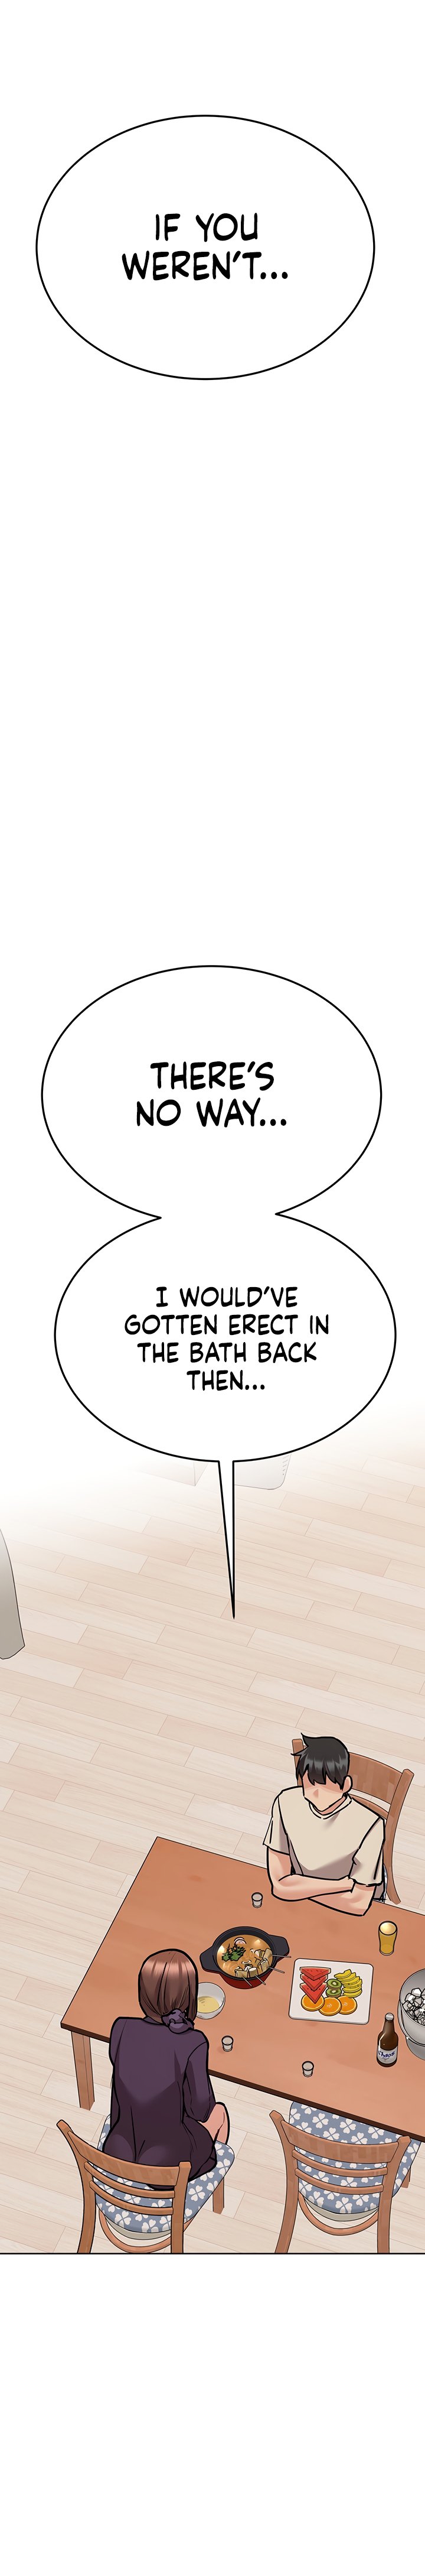 IF YOU
WEREN'T...
THERE'S
NO WAY...
I WOULD'VE
GOTTEN ERECT IN
THE BATH BACK
THEN...